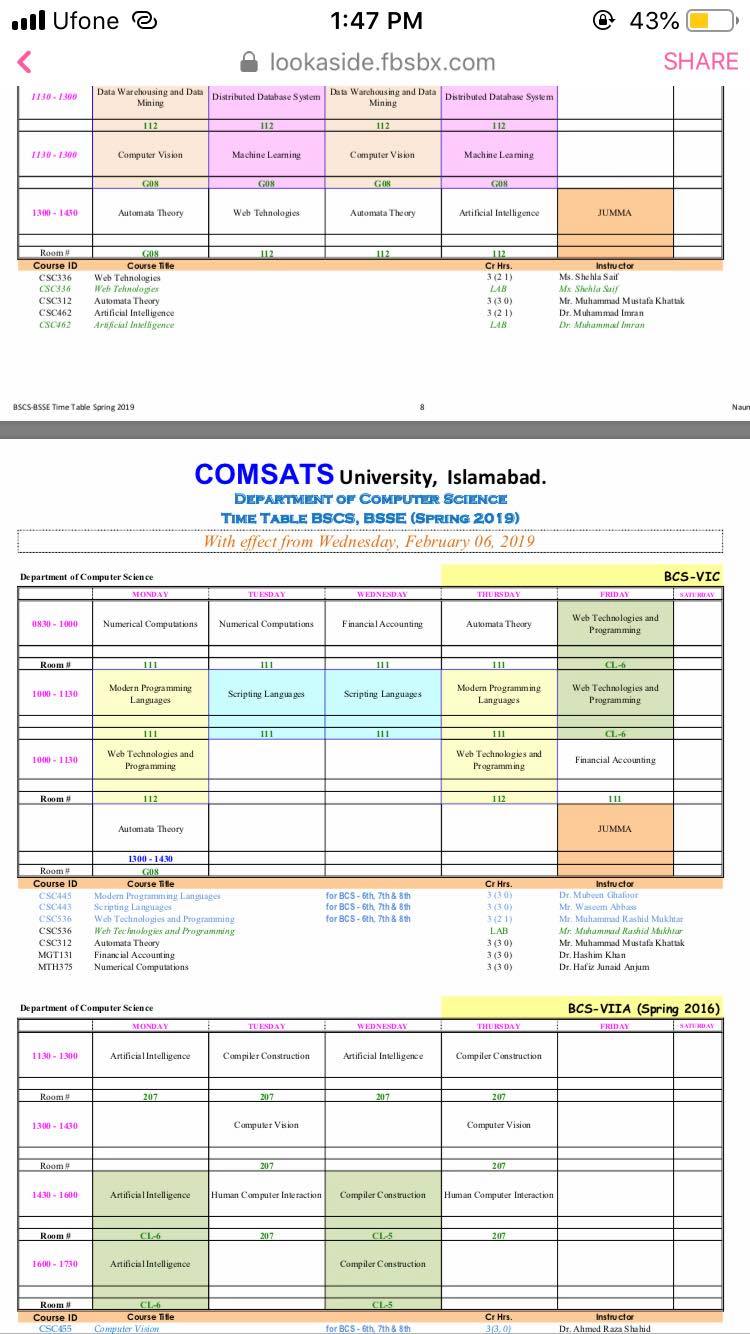 Ufone 1:47 PM 43%
lookaside.fbsbx.com SHARE
1130 - 1300 Data Warehousing and Data Mining Distributed Database System Data Warehousing and Data Mining Distributed Database System
112 112 112 112
1130 - 1300 Computer Vision Machine Learning Computer Vision Machine Learning
G08 G08 G08 G08
1300 - 1430 Automata Theory Web Tehnologies Automata Theory Artificial Intelligence JUMMA
Room # G08 112 112 112
Course ID Course Title Cr Hrs. Instructor
CSC336 Web Tehnologies 3 (2 1) Ms. Shehla Saif
CSC336 Web Tehnologies LAB Ms. Shehla Saif
CSC312 Automata Theory 3 (3 0) Mr. Muhammad Mustafa Khattak
CSC462 Artificial Intelligence 3 (2 1) Dr. Muhammad Imran
CSC462 Artificial Intelligence LAB Dr. Muhammad Imran
BSCS-BSSE Time Table Spring 2019 8
COMSATS University, Islamabad.
Department of Computer Science
Time Table BSCS, BSSE (Spring 2019)
With effect from Wednesday, February 06, 2019
Department of Computer Science BCS-VIC
MONDAY TUESDAY WEDNESDAY THURSDAY FRIDAY SATURDAY
0830 - 1000 Numerical Computations Numerical Computations Financial Accounting Automata Theory Web Technologies and Programming
Room # 111 111 111 111 CL-6
1000 - 1130 Modern Programming Languages Scripting Languages Scripting Languages Modern Programming Languages Web Technologies and Programming
111 111 111 111 CL-6
1000 - 1130 Web Technologies and Programming Web Technologies and Programming Financial Accounting
Room # 112 112 111
Automata Theory JUMMA
1300 - 1430
Room # G08
Course ID Course Title Cr Hrs. Instructor
CSC445 Modern Programming Languages for BCS - 6th, 7th & 8th 3 (3 0) Dr. Mubeen Ghafoor
CSC443 Scripting Languages for BCS - 6th, 7th & 8th 3 (3 0) Mr. Waseem Abbass
CSC536 Web Technologies and Programming for BCS - 6th, 7th & 8th 3 (2 1) Mr. Muhammad Rashid Mukhtar
CSC536 Web Technologies and Programming LAB Mr. Muhammad Rashid Mukhtar
CSC312 Automata Theory 3 (3 0) Mr. Muhammad Mustafa Khattak
MGT131 Financial Accounting 3 (3 0) Dr. Hashim Khan
MTH375 Numerical Computations 3 (3 0) Dr. Hafiz Junaid Anjum
Department of Computer Science BCS-VIIA (Spring 2016)
MONDAY TUESDAY WEDNESDAY THURSDAY FRIDAY SATURDAY
1130 - 1300 Artificial Intelligence Compiler Construction Artificial Intelligence Compiler Construction
Room # 207 207 207 207
1300 - 1430 Computer Vision Computer Vision
Room # 207 207
1430 - 1600 Artificial Intelligence Human Computer Interaction Compiler Construction Human Computer Interaction
Room # CL-6 207 CL-5 207
1600 - 1730 Artificial Intelligence Compiler Construction
Room # CL-6 CL-5
Course ID Course Title Cr Hrs. Instructor
CSC455 Computer Vision for BCS - 6th, 7th & 8th 3(3, 0) Dr. Ahmed Raza Shahid